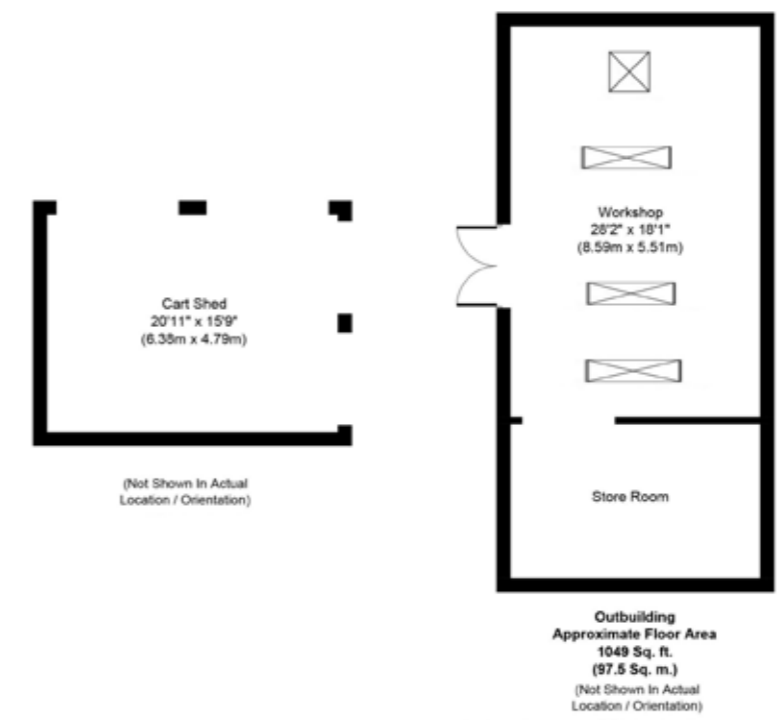 Cart Shed
20'11" x 15'9"
(6.38m x 4.79m)
(Not Shown In Actual
Location / Orientation)
Workshop
28'2" x 18'1"
(8.59m x 5.51m)
Store Room
Outbuilding
Approximate Floor Area
1049 Sq. ft.
(97.5 Sq. m.)
(Not Shown In Actual
Location / Orientation)